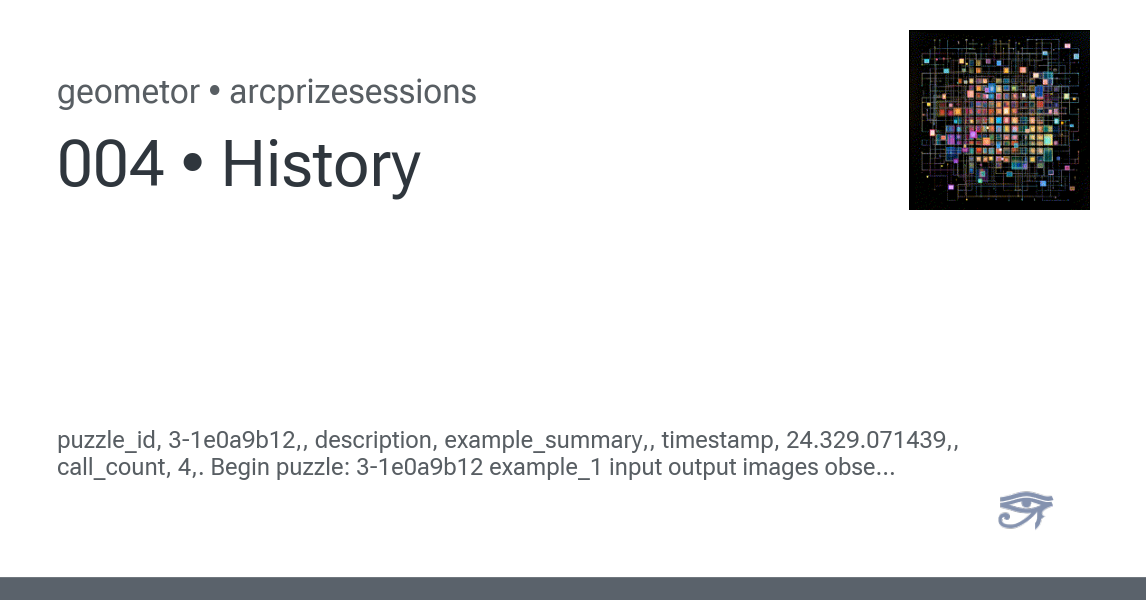 geometor • arcprizesessions
004 • History
puzzle_id, 3-1e0a9b12,, description, example_summary,, timestamp, 24.329.071439,,
call_count, 4,. Begin puzzle: 3-1e0a9b12 example_1 input output images obse...